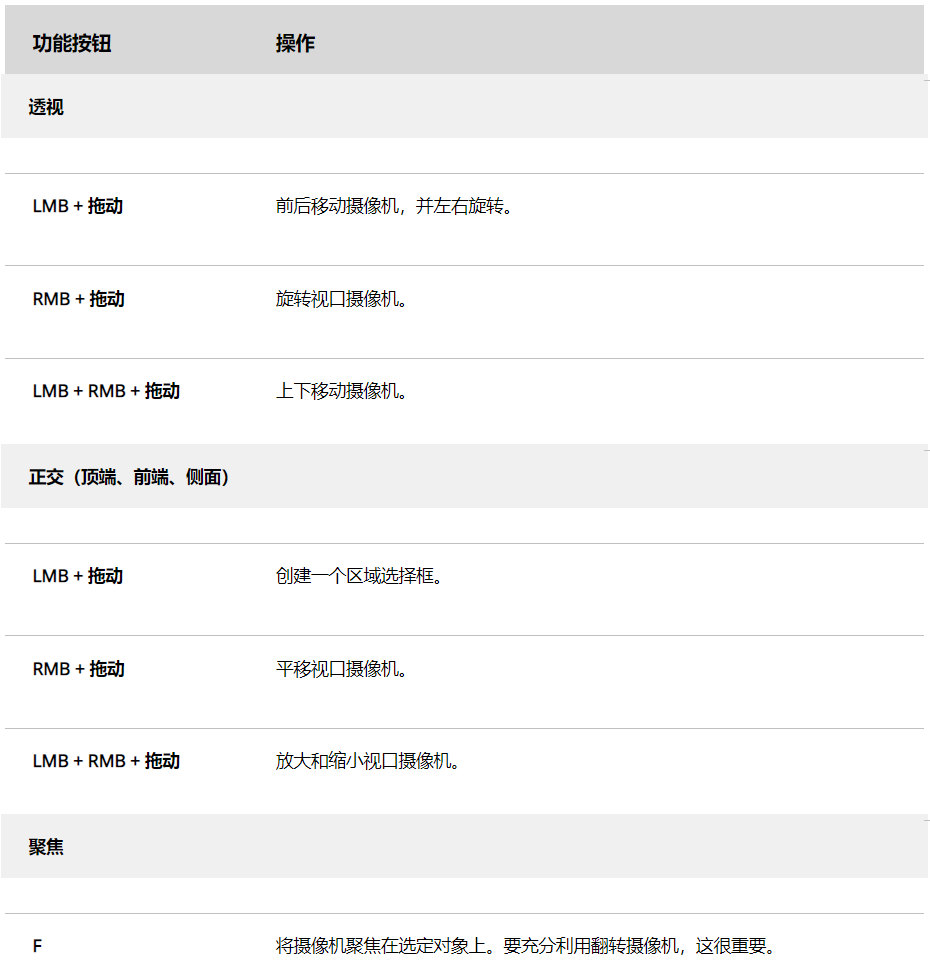 功能按钮 操作
透视
LMB + 拖动 前后移动摄像机，并左右旋转。
RMB + 拖动 旋转视口摄像机。
LMB + RMB + 拖动 上下移动摄像机。
正交（顶端、前端、侧面）
LMB + 拖动 创建一个区域选择框。
RMB + 拖动 平移视口摄像机。
LMB + RMB + 拖动 放大和缩小视口摄像机。
聚焦
F 将摄像机聚焦在选定对象上。要充分利用翻转摄像机，这很重要。